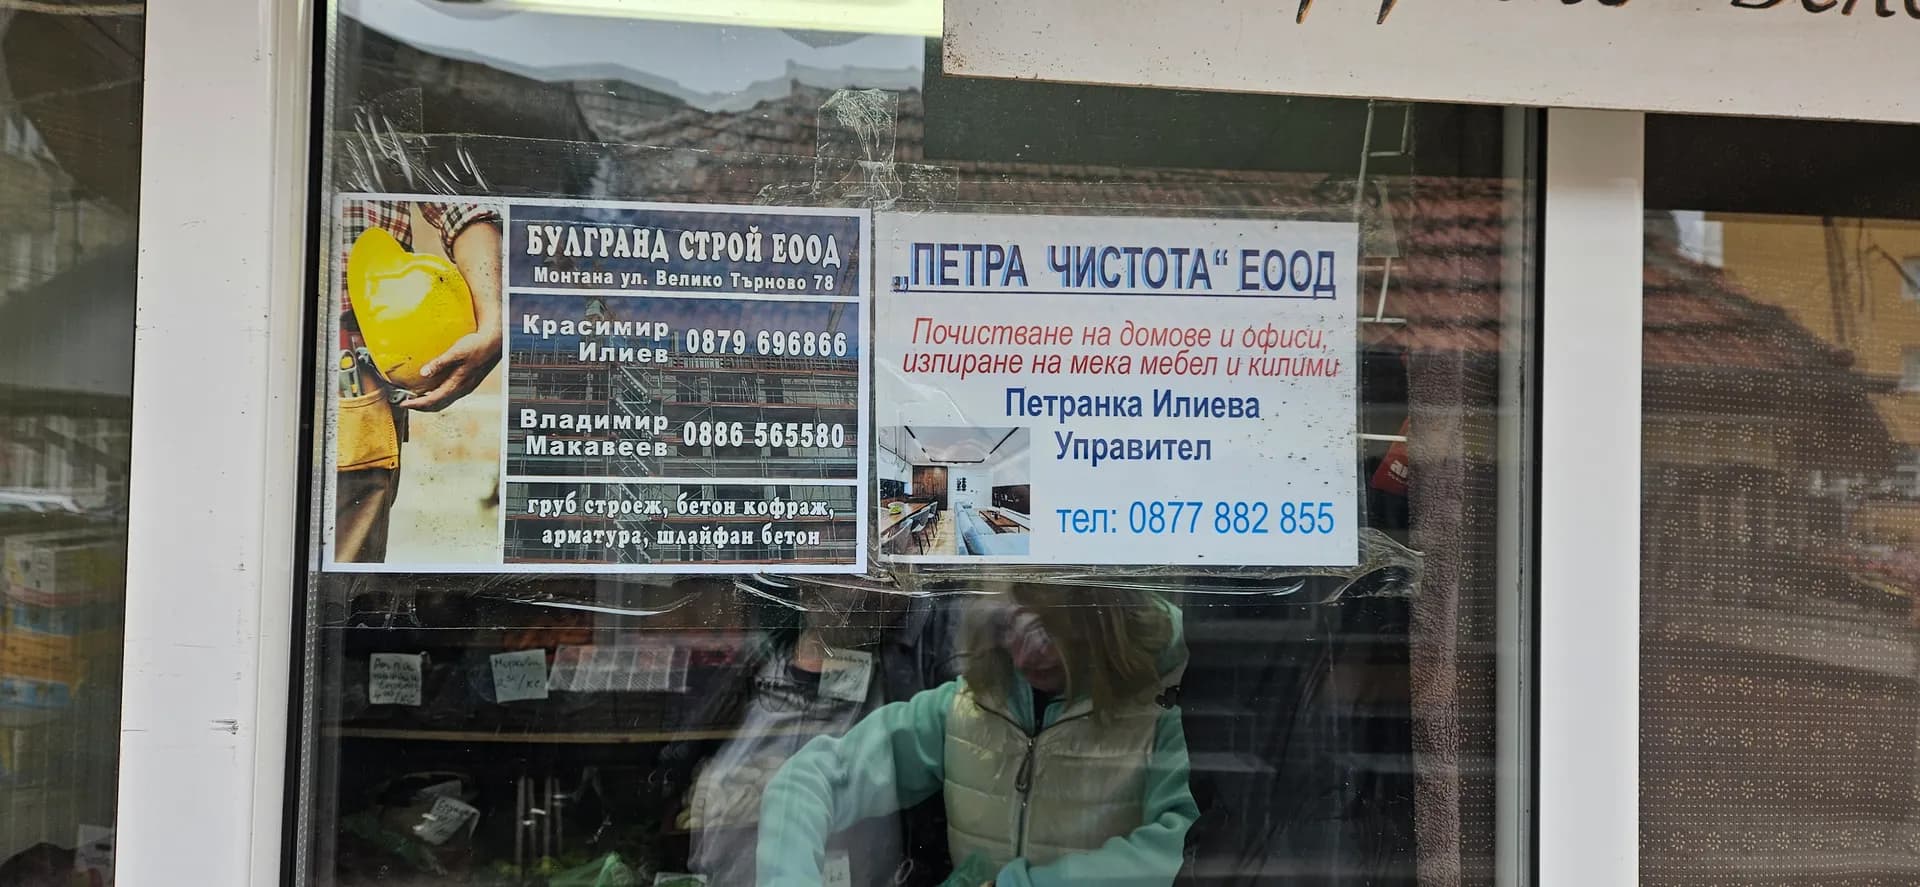 БУЛГРАНД СТРОЙ ЕООД
Монтана ул. Велико Търново 78
Красимир
Илиев
0879 696866
Владимир
Макавеев
0886 565580
груб строеж, бетон кофраж,
арматура, шлайфан бетон
„ПЕТРА ЧИСТОТА“ ЕООД
Почистване на домове и офиси,
изпиране на мека мебел и килими
Петранка Илиева
Управител
тел: 0877 882 855